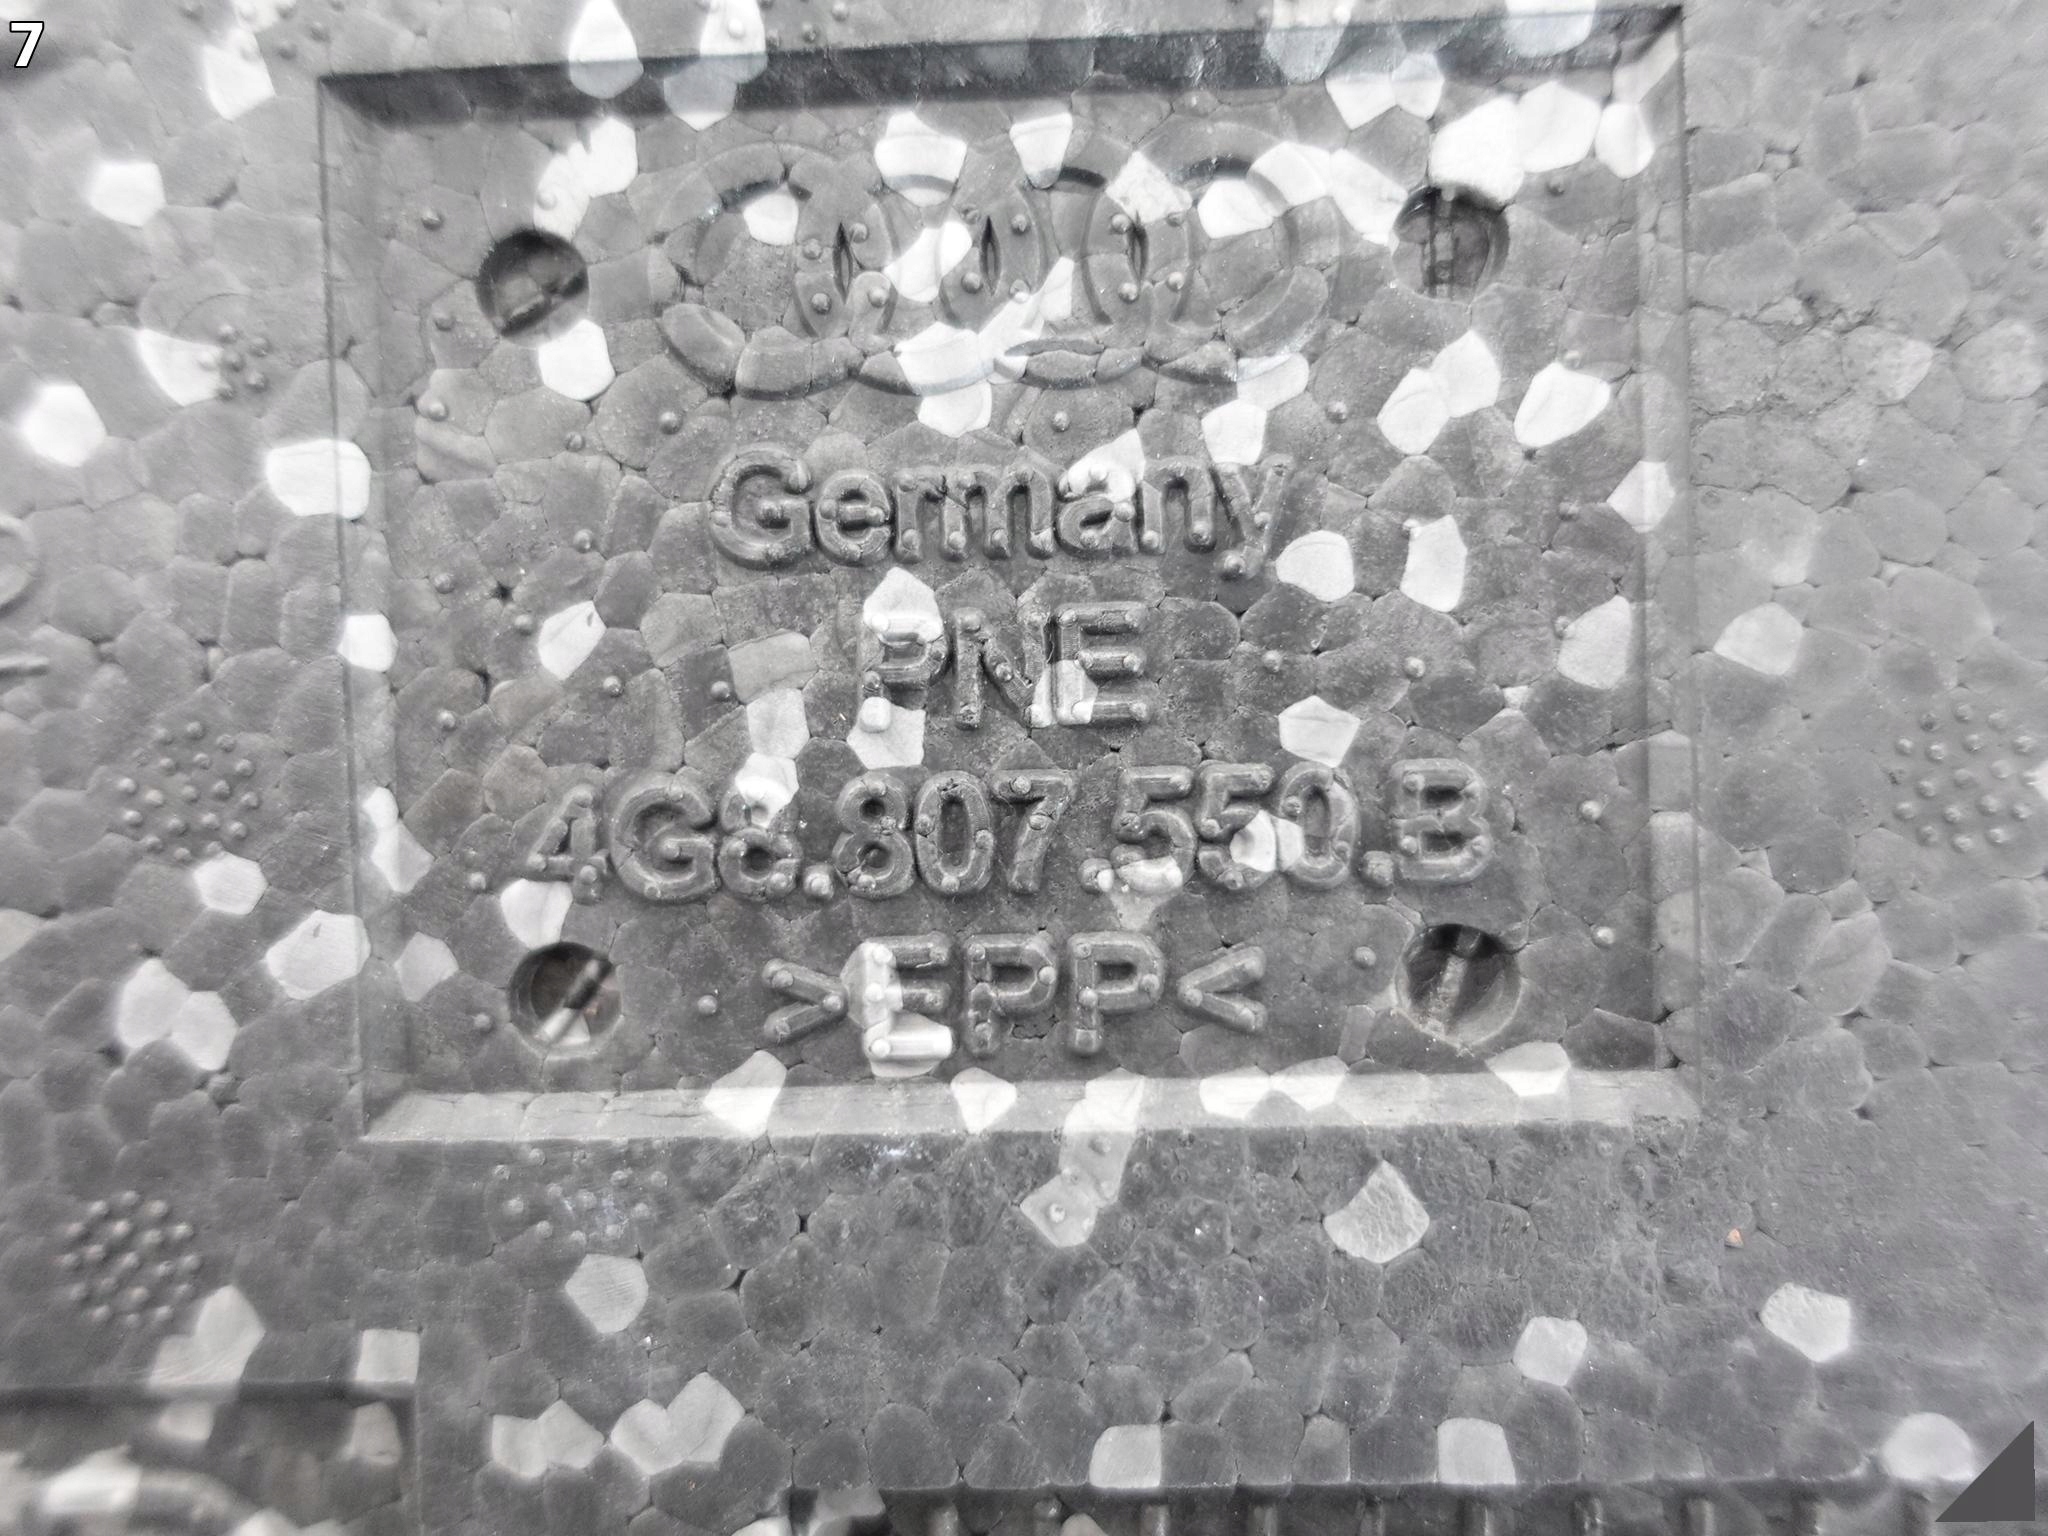 7
Germany
PNE
4G8.807.550.B
>EPP<